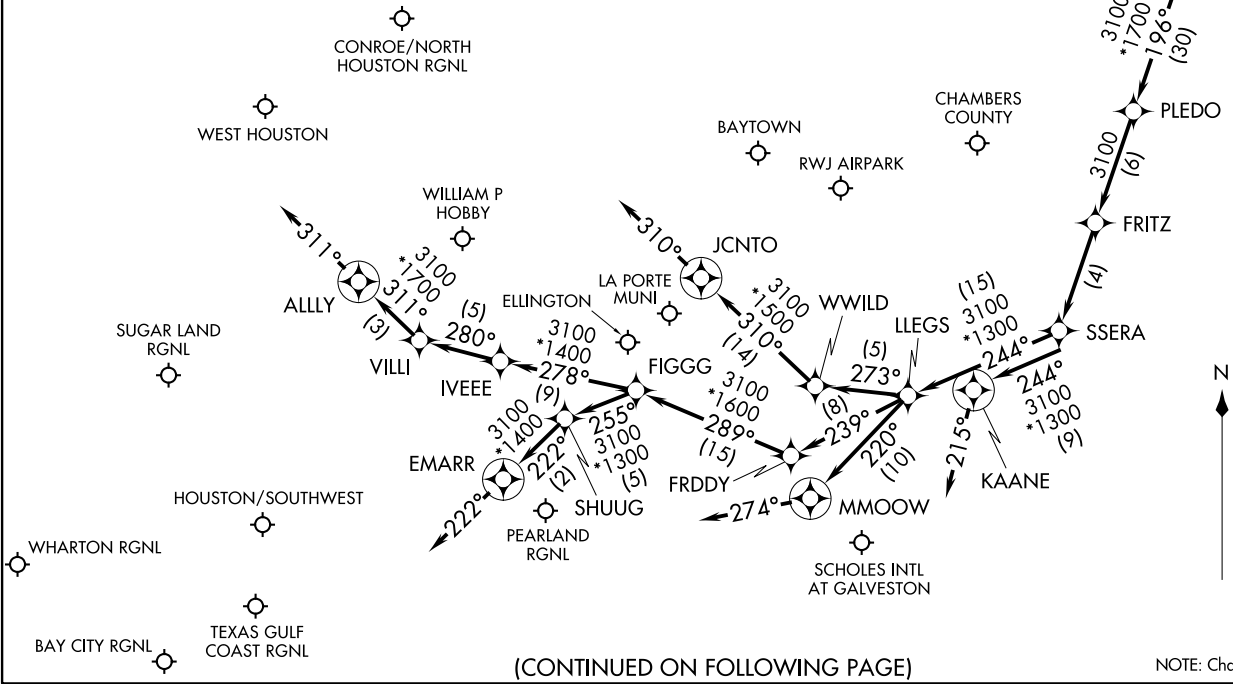 3100
*1700
196°
(30)
CONROE/NORTH
HOUSTON RGNL
WEST HOUSTON
CHAMBERS
COUNTY
PLEDO
BAYTOWN
RWJ AIRPARK
3100
(6)
WILLIAM P
HOBBY
FRITZ
311°
310°
JCNTO
3100
*1700
311°
(3)
ALLLY
LA PORTE
MUNI
ELLINGTON
(4)
(5)
280°
3100
*1500
310°
(14)
WWILD
LLEGS
(15)
3100
*1300
244°
SSERA
SUGAR LAND
RGNL
VILLI
IVEEE
3100
*1400
278°
(9)
FIGGG
(5)
273°
244°
3100
*1300
(9)
N
3100
*1600
289°
(15)
(8)
239°
220°
(10)
215°
KAANE
3100
*1400
222°
(2)
255°
3100
*1300
(5)
EMARR
SHUUG
FRDDY
MMOOW
274°
222°
HOUSTON/SOUTHWEST
PEARLAND
RGNL
WHARTON RGNL
SCHOLES INTL
AT GALVESTON
TEXAS GULF
COAST RGNL
BAY CITY RGNL
(CONTINUED ON FOLLOWING PAGE)
NOTE: Cha